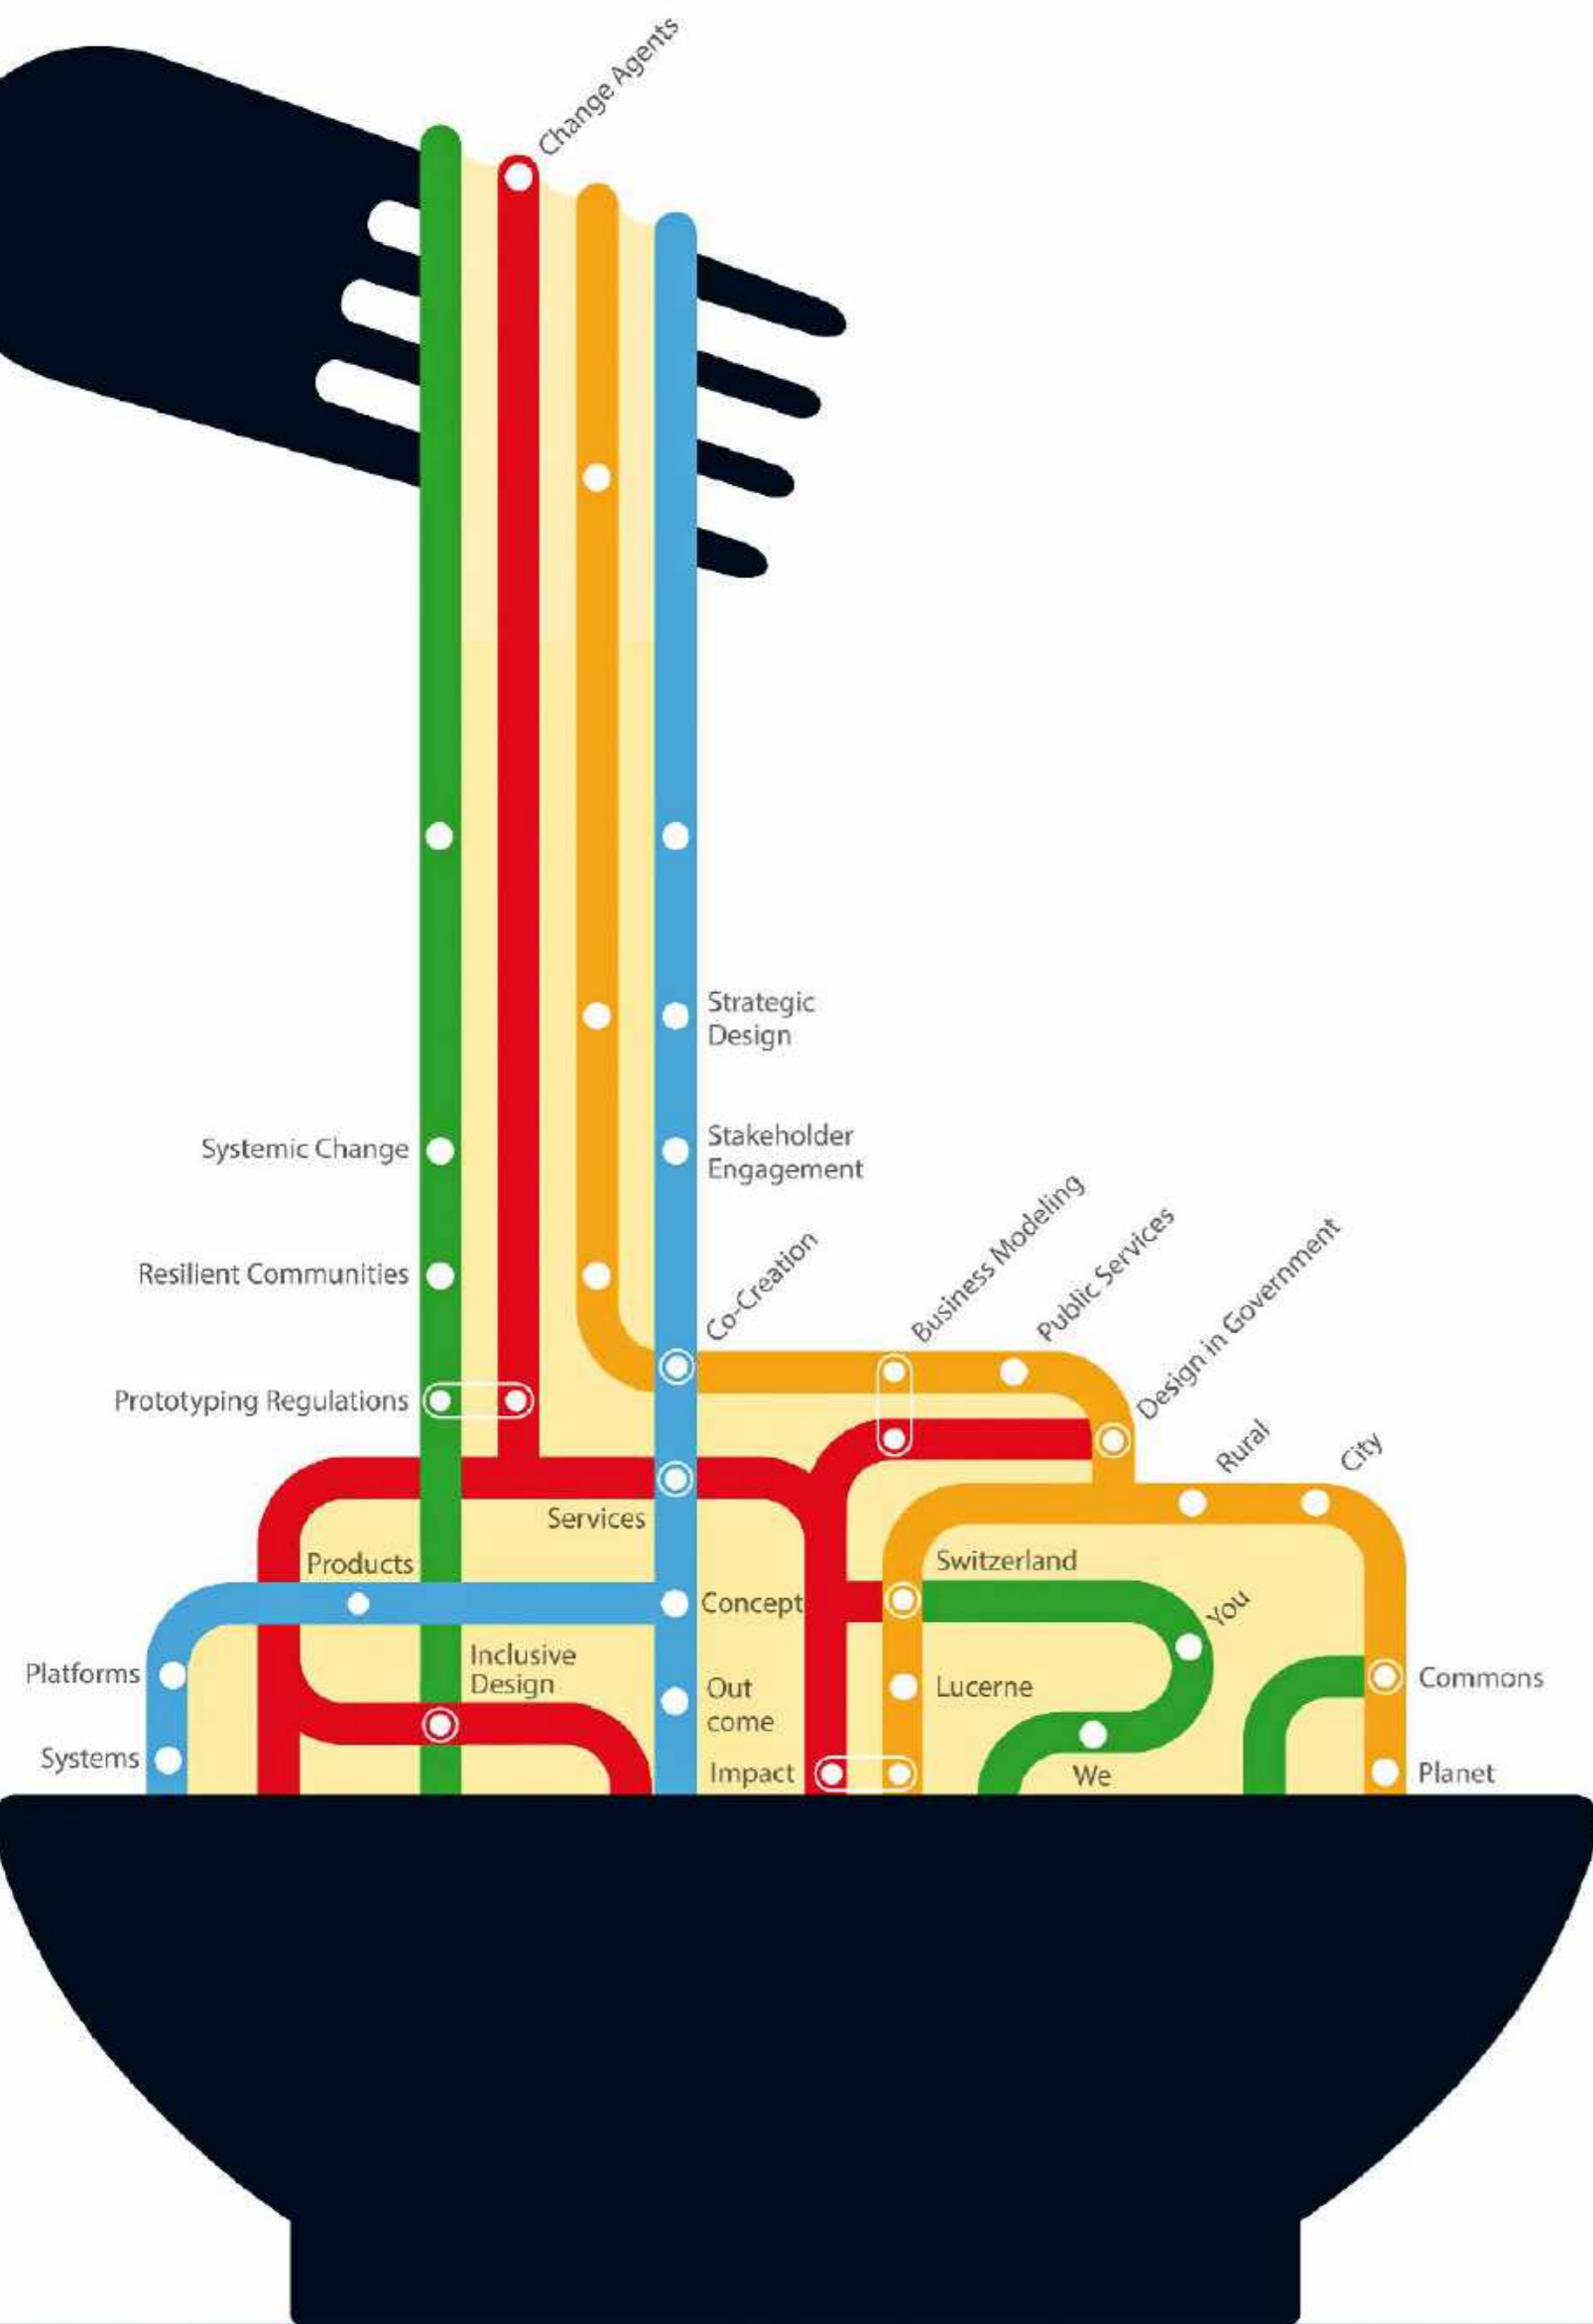 Change Agents
Strategic
Design
Systemic Change
Stakeholder
Engagement
Resilient Communities
Co-Creation
Business Modeling
Public Services
Design in Government
Prototyping Regulations
Rural
City
Services
Products
Switzerland
Concept
You
Inclusive
Design
Platforms
Out
come
Lucerne
Commons
Systems
Impact
We
Planet